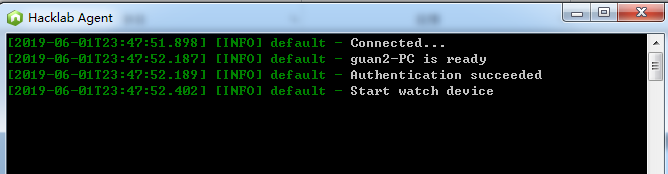 Hacklab Agent
[2019-06-01T23:47:51.898] [INFO] default - Connected...
[2019-06-01T23:47:52.187] [INFO] default - guan2-PC is ready
[2019-06-01T23:47:52.189] [INFO] default - Authentication succeeded
[2019-06-01T23:47:52.402] [INFO] default - Start watch device